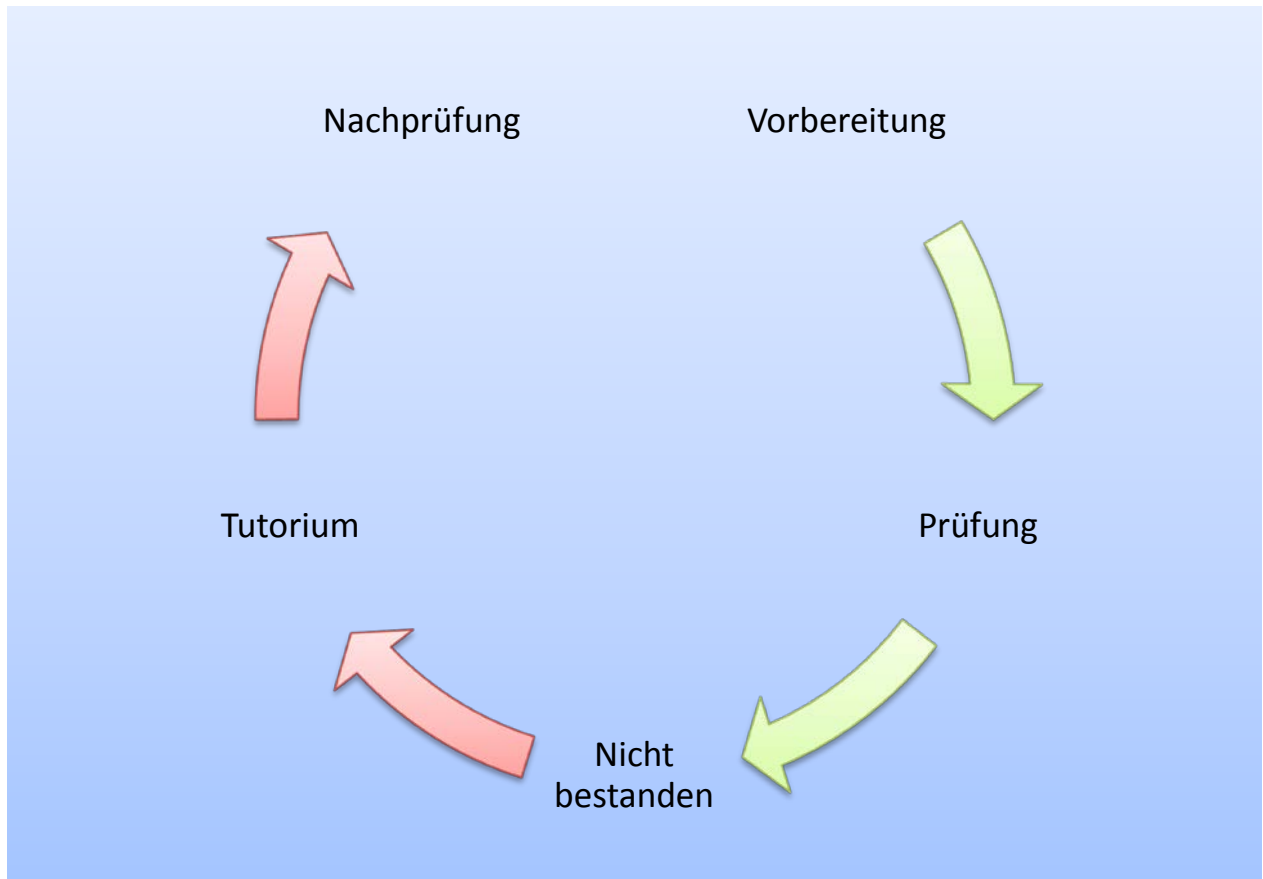 Nachprüfung
Vorbereitung
Tutorium
Prüfung
Nicht
bestanden